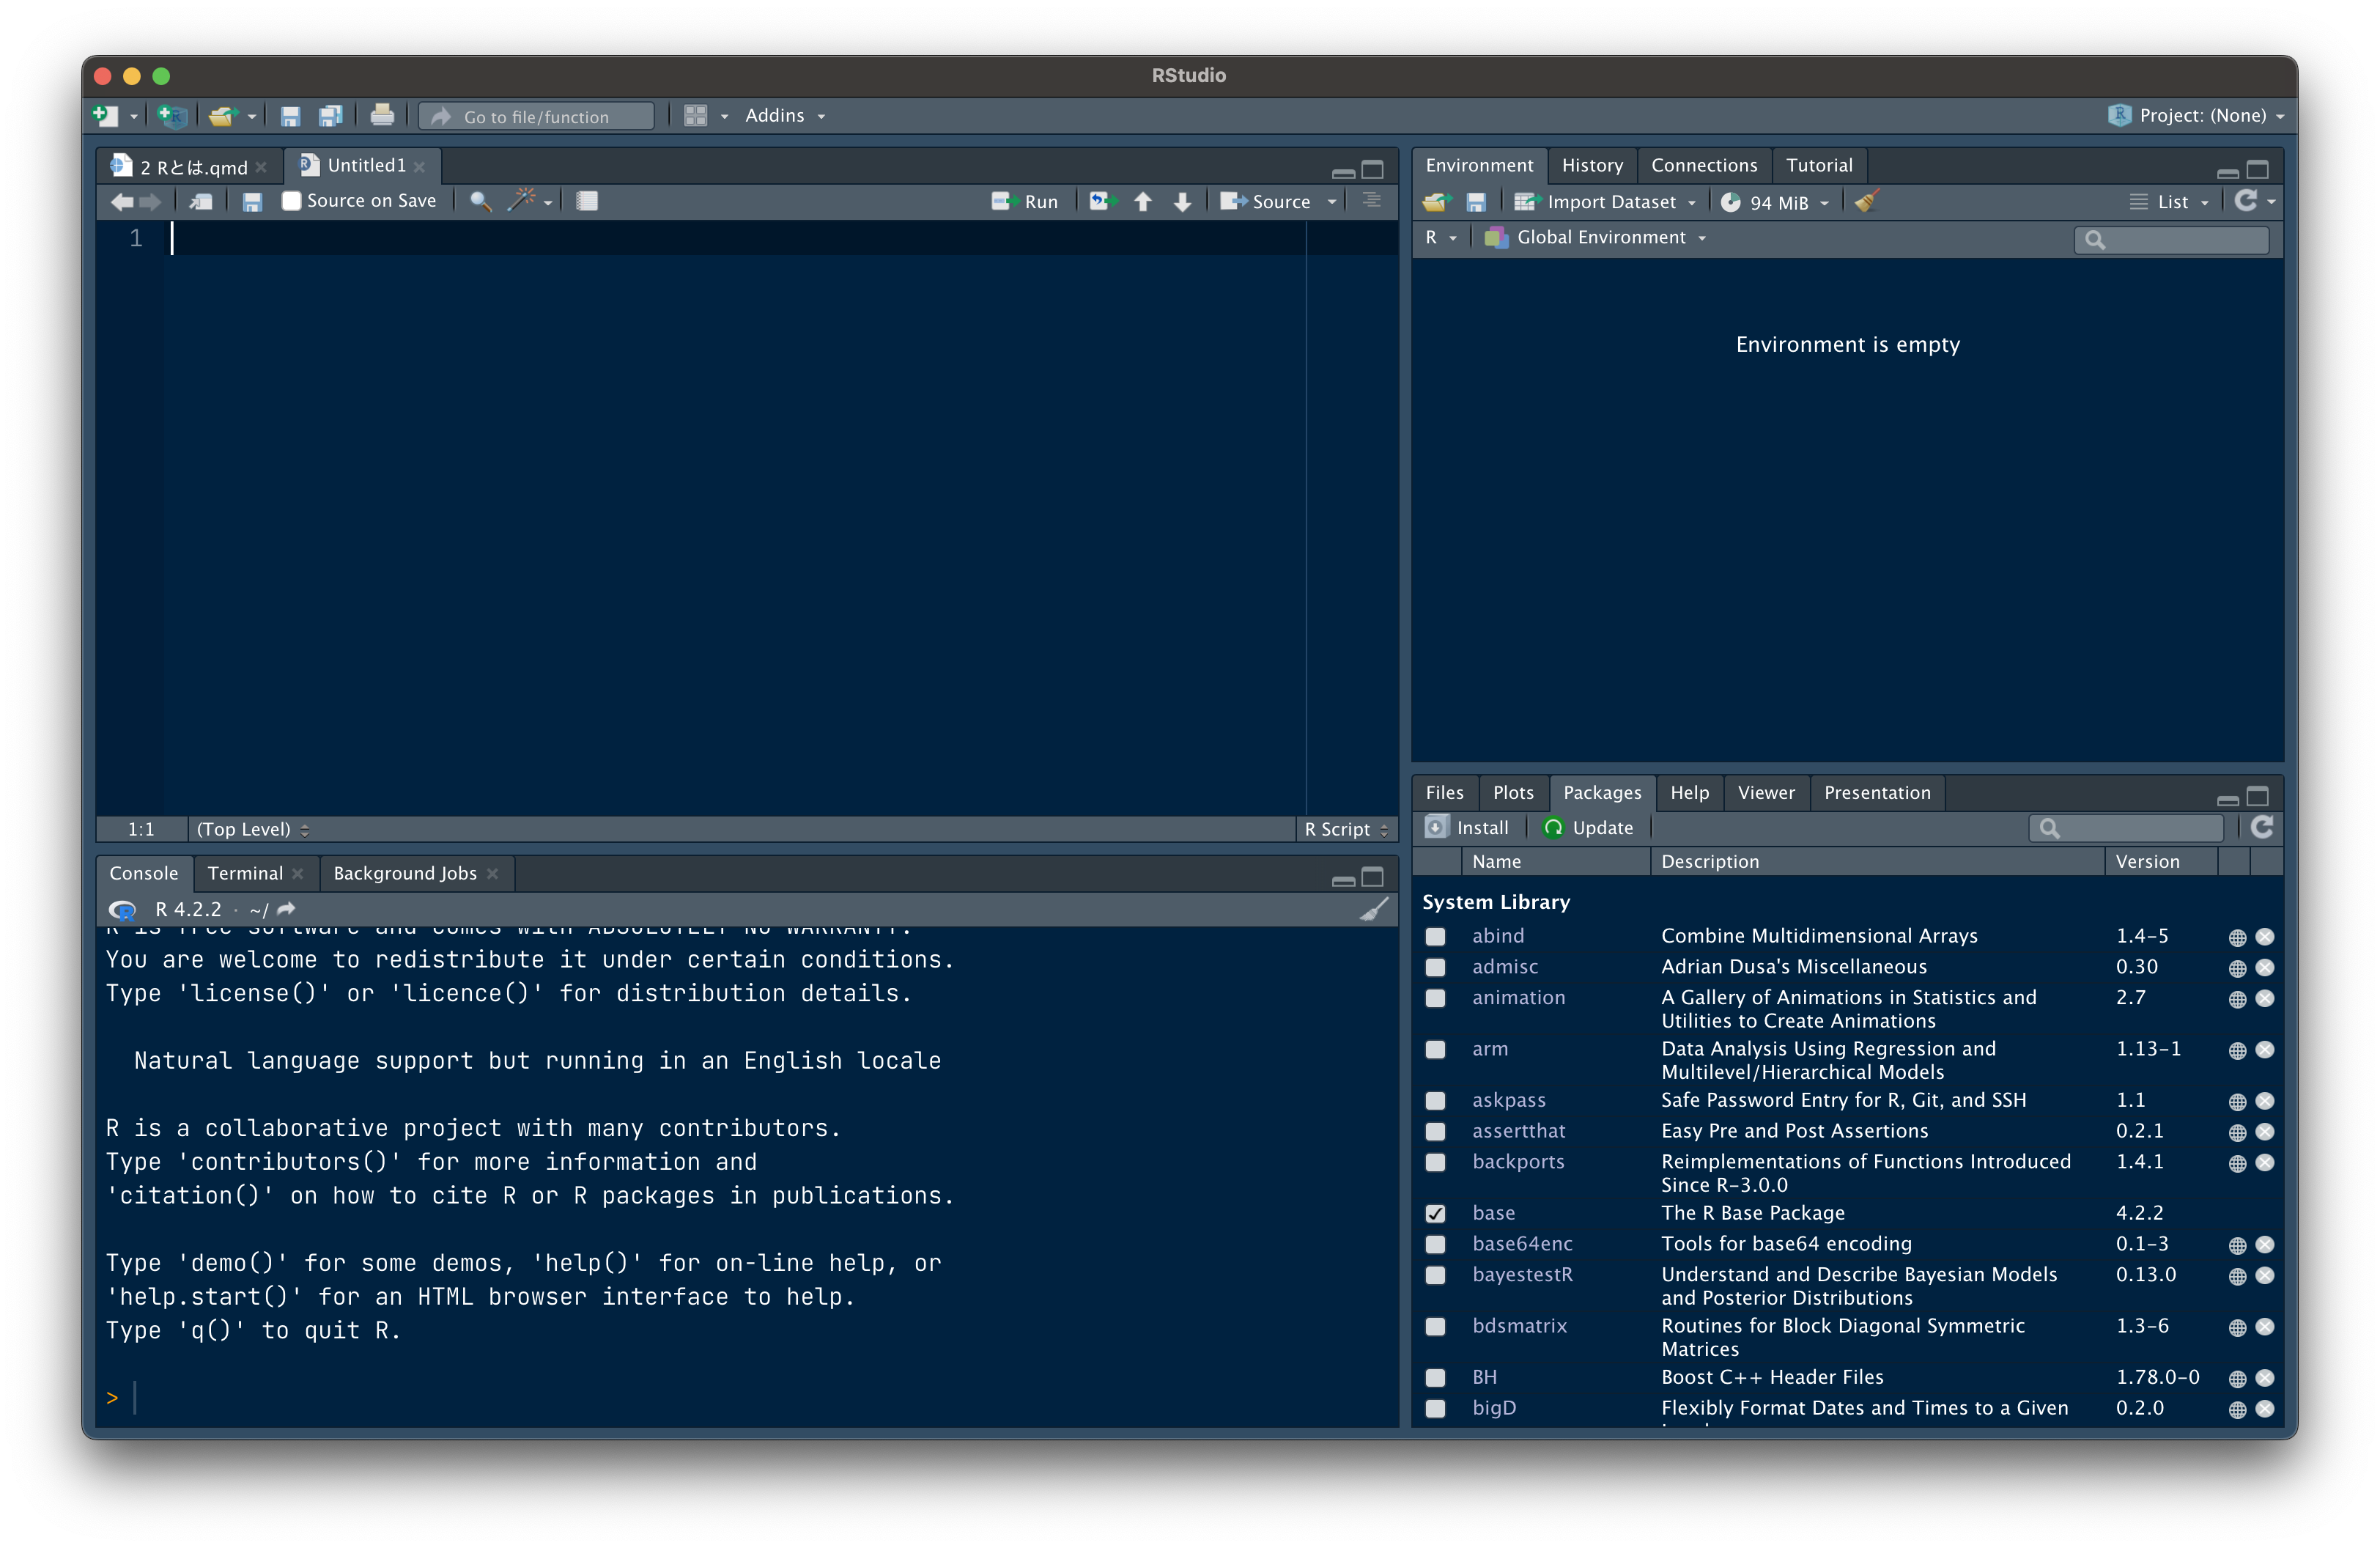 RStudio
Go to file/function
Addins
Project: (None)
2 Rとは.qmd
Untitled1
Source on Save
Run
Source
1
1:1
(Top Level)
R Script
Console
Terminal
Background Jobs
R 4.2.2 · ~/
R is free software and comes with ABSOLUTELY NO WARRANTY.
You are welcome to redistribute it under certain conditions.
Type 'license()' or 'licence()' for distribution details.
Natural language support but running in an English locale
R is a collaborative project with many contributors.
Type 'contributors()' for more information and
'citation()' on how to cite R or R packages in publications.
Type 'demo()' for some demos, 'help()' for on-line help, or
'help.start()' for an HTML browser interface to help.
Type 'q()' to quit R.
>
Environment
History
Connections
Tutorial
Import Dataset
94 MiB
List
R
Global Environment
Environment is empty
Files
Plots
Packages
Help
Viewer
Presentation
Install
Update
Name Description Version
System Library
abind Combine Multidimensional Arrays 1.4-5
admisc Adrian Dusa's Miscellaneous 0.30
animation A Gallery of Animations in Statistics and 2.7
Utilities to Create Animations
arm Data Analysis Using Regression and 1.13-1
Multilevel/Hierarchical Models
askpass Safe Password Entry for R, Git, and SSH 1.1
assertthat Easy Pre and Post Assertions 0.2.1
backports Reimplementations of Functions Introduced 1.4.1
Since R-3.0.0
base The R Base Package 4.2.2
base64enc Tools for base64 encoding 0.1-3
bayestestR Understand and Describe Bayesian Models 0.13.0
and Posterior Distributions
bdsmatrix Routines for Block Diagonal Symmetric 1.3-6
Matrices
BH Boost C++ Header Files 1.78.0-0
bigD Flexibly Format Dates and Times to a Given 0.2.0